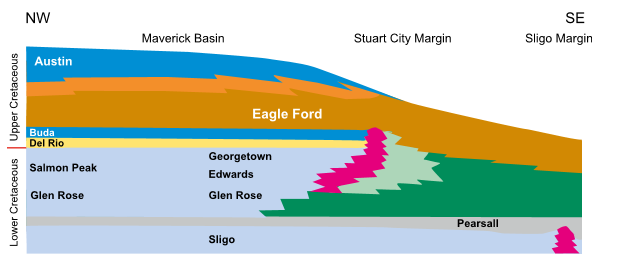 NW
SE
Maverick Basin
Stuart City Margin
Sligo Margin
Upper Cretaceous
Austin
Eagle Ford
Buda
Del Rio
Lower Cretaceous
Georgetown
Salmon Peak
Edwards
Glen Rose
Glen Rose
Pearsall
Sligo